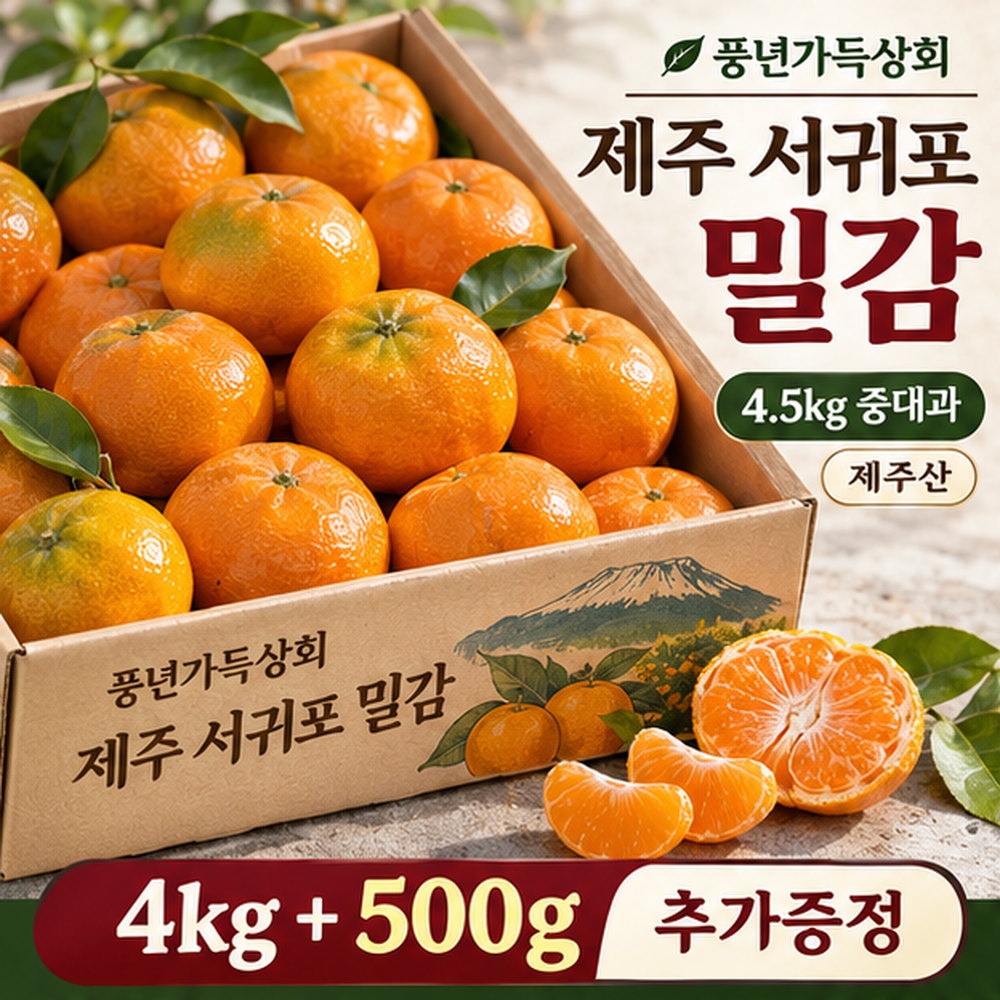 풍년가득상회
제주 서귀포
밀감
4.5kg 중대과
제주산
풍년가득상회
제주 서귀포 밀감
4kg + 500g 추가증정